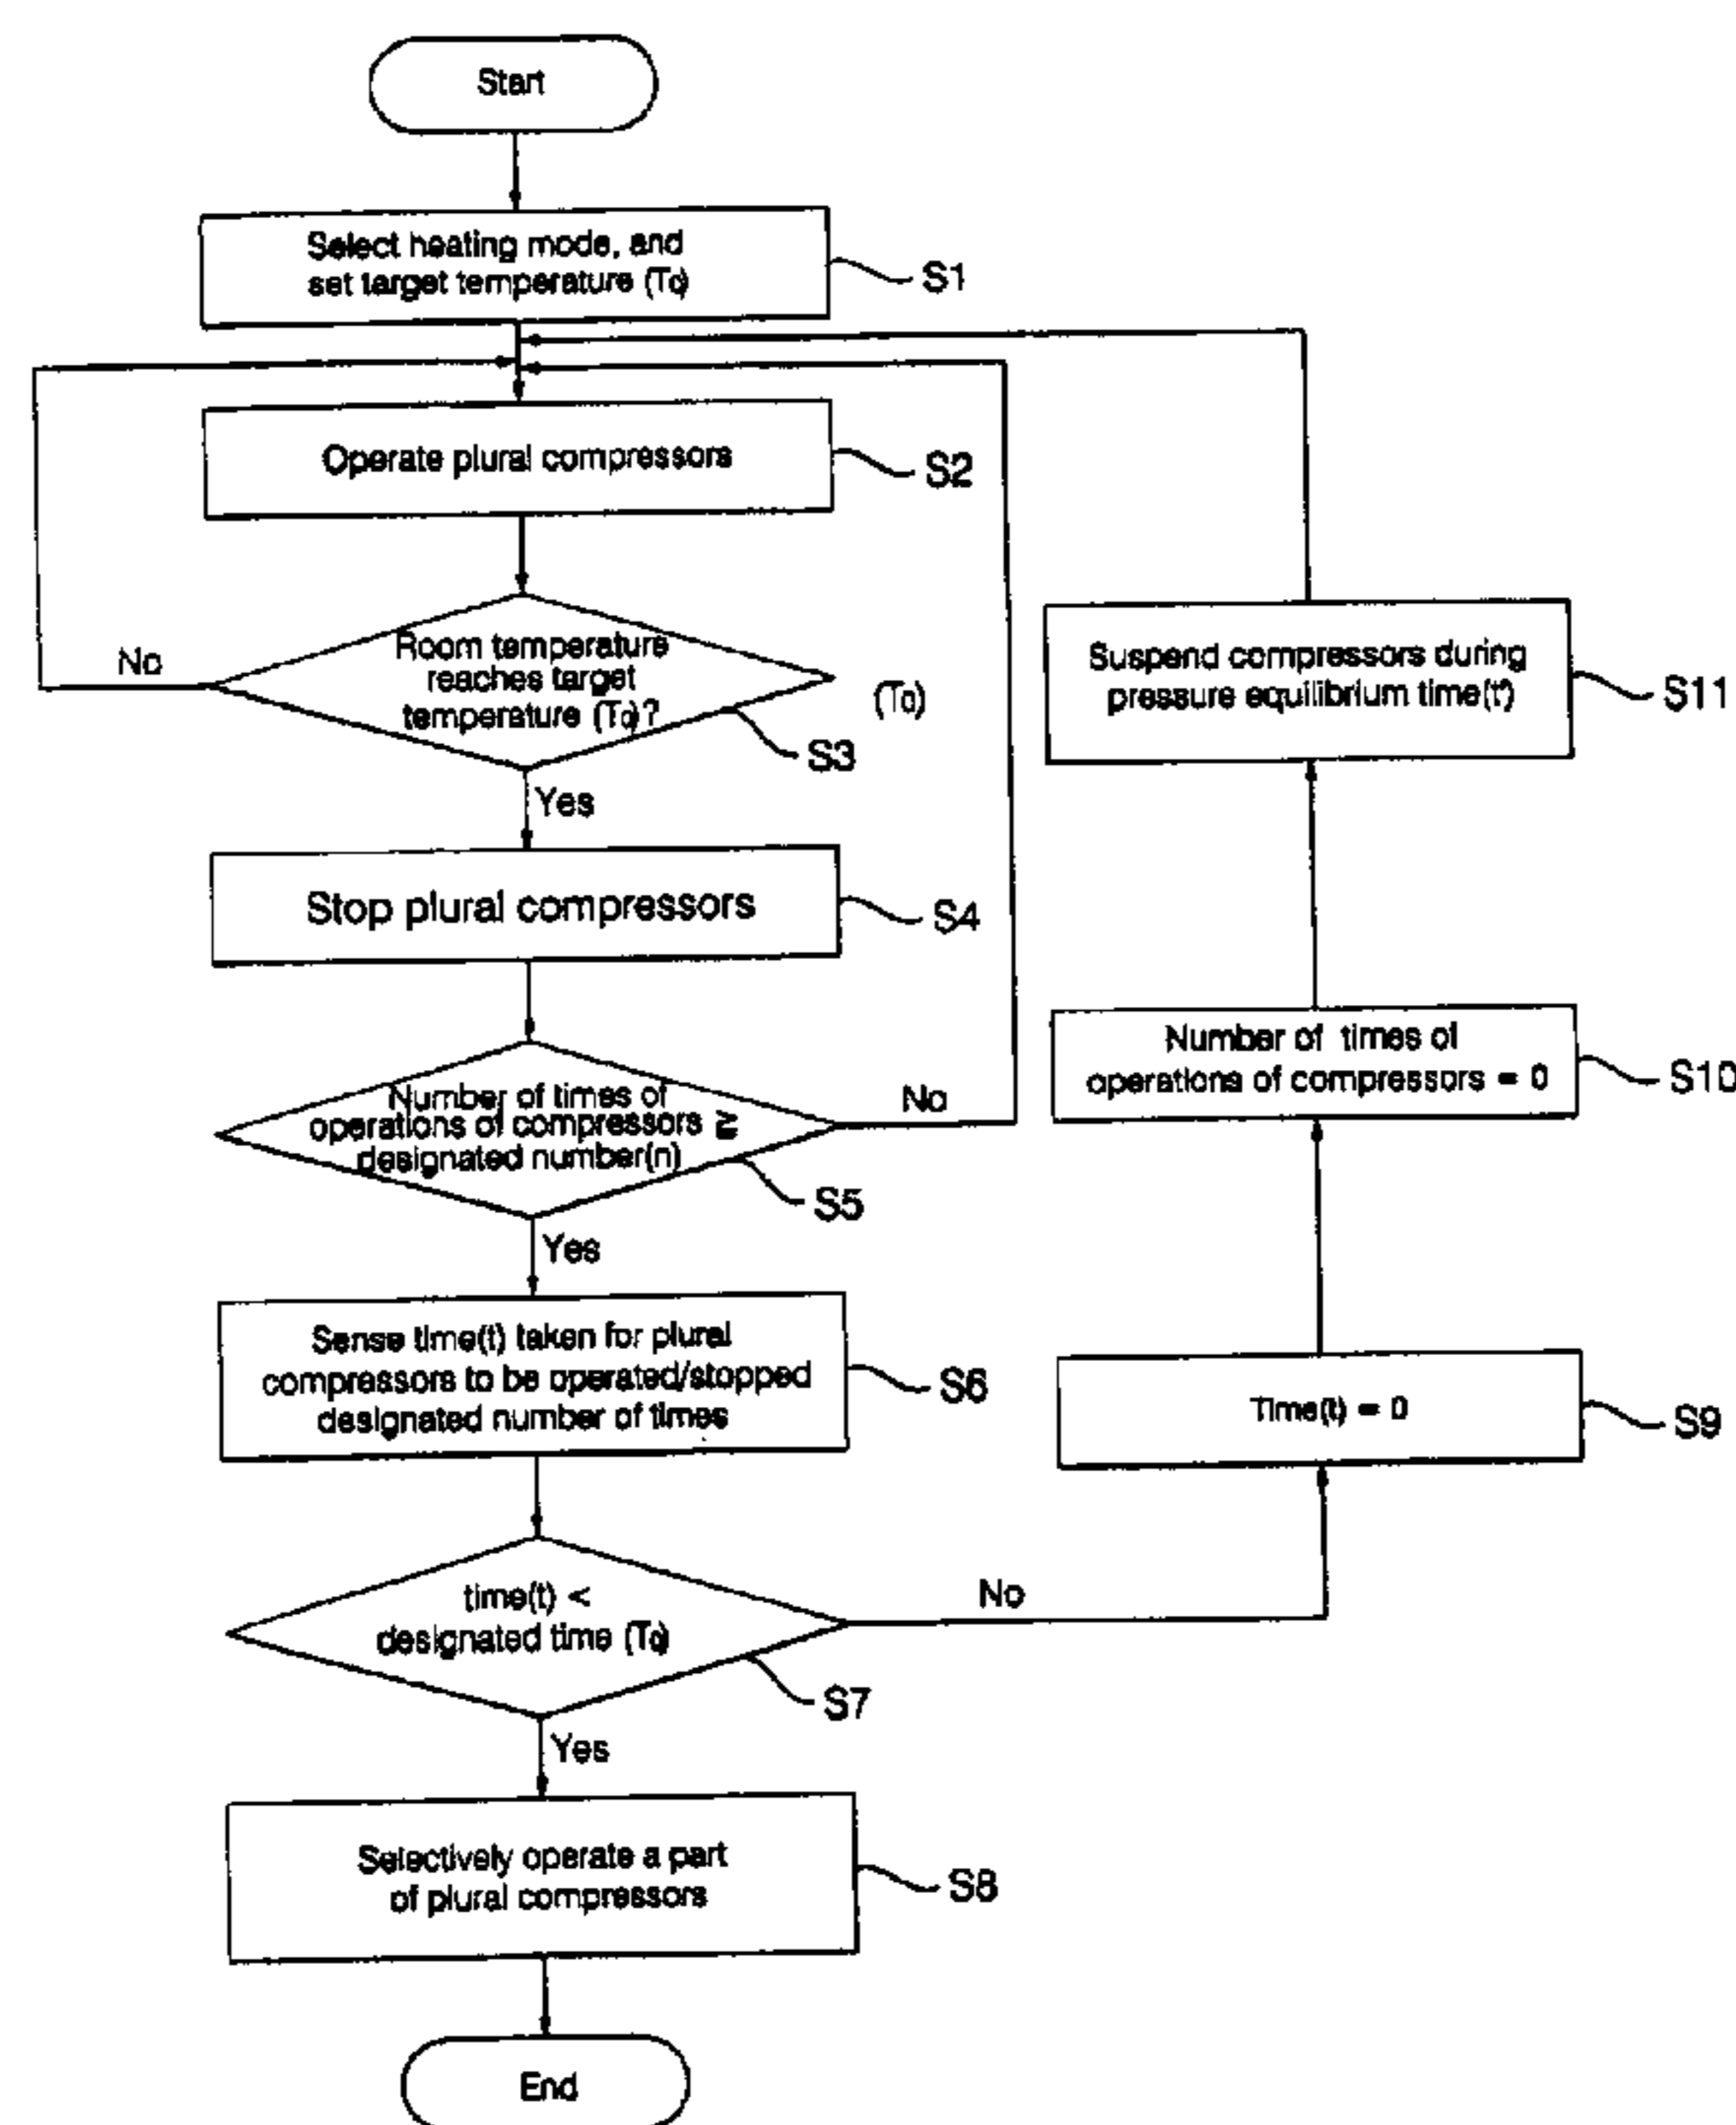 Start
Select heating mode, and
set target temperature (T0)
S1
Operate plural compressors
S2
Room temperature
reaches target
temperature (T0)?
(T0)
S3
No
Yes
Stop plural compressors
S4
Number of times of
operations of compressors ≧
designated number(n)
No
S5
Yes
Sense time(t) taken for plural
compressors to be operated/stopped
designated number of times
S6
time(t) <
designated time (T0)
No
S7
Yes
Selectively operate a part
of plural compressors
S8
End
Suspend compressors during
pressure equilibrium time(t')
S11
Number of times of
operations of compressors = 0
S10
Time(t) = 0
S9